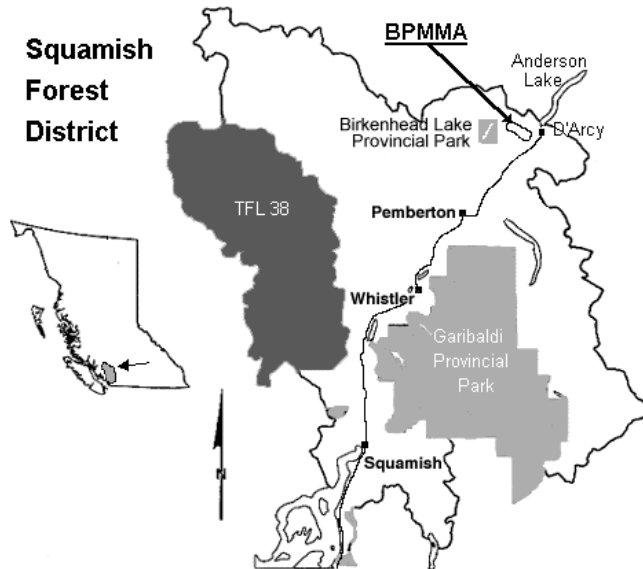 Squamish
Forest
District
BPMMA
Anderson
Lake
Birkenhead Lake
Provincial Park
D'Arcy
TFL 38
Pemberton
Whistler
Garibaldi
Provincial
Park
N
Squamish